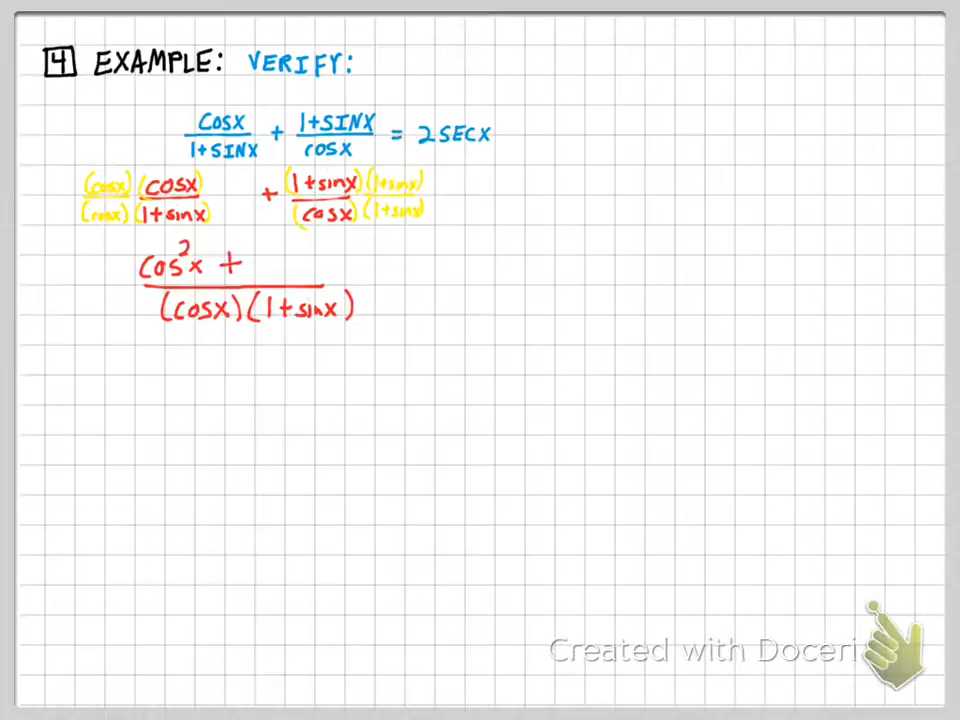 4 EXAMPLE: VERIFY:
COSX/1+SINX + 1+SINX/COSX = 2SECX
(cosx)/(cosx) (cosx)/(1+sinx) + (1+sinx)/(cosx) (1+sinx)/(1+sinx)
cos²x +
(cosx)(1+sinx)
Created with Doceri